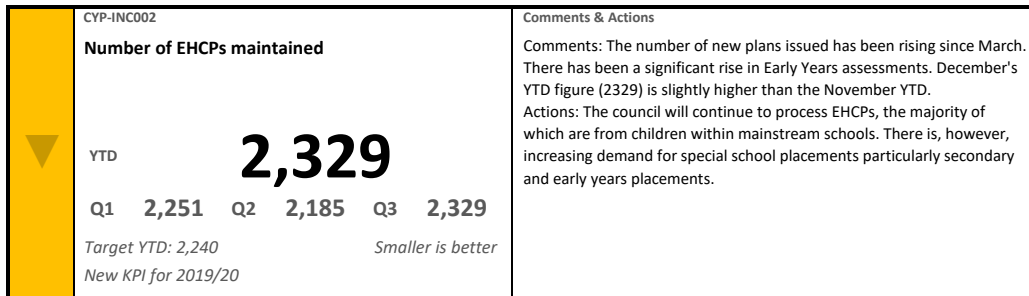 CYP-INC002
Number of EHCPs maintained
YTD 2,329
Q1 2,251 Q2 2,185 Q3 2,329
Target YTD: 2,240 Smaller is better
New KPI for 2019/20
Comments & Actions
Comments: The number of new plans issued has been rising since March.
There has been a significant rise in Early Years assessments. December's
YTD figure (2329) is slightly higher than the November YTD.
Actions: The council will continue to process EHCPs, the majority of
which are from children within mainstream schools. There is, however,
increasing demand for special school placements particularly secondary
and early years placements.